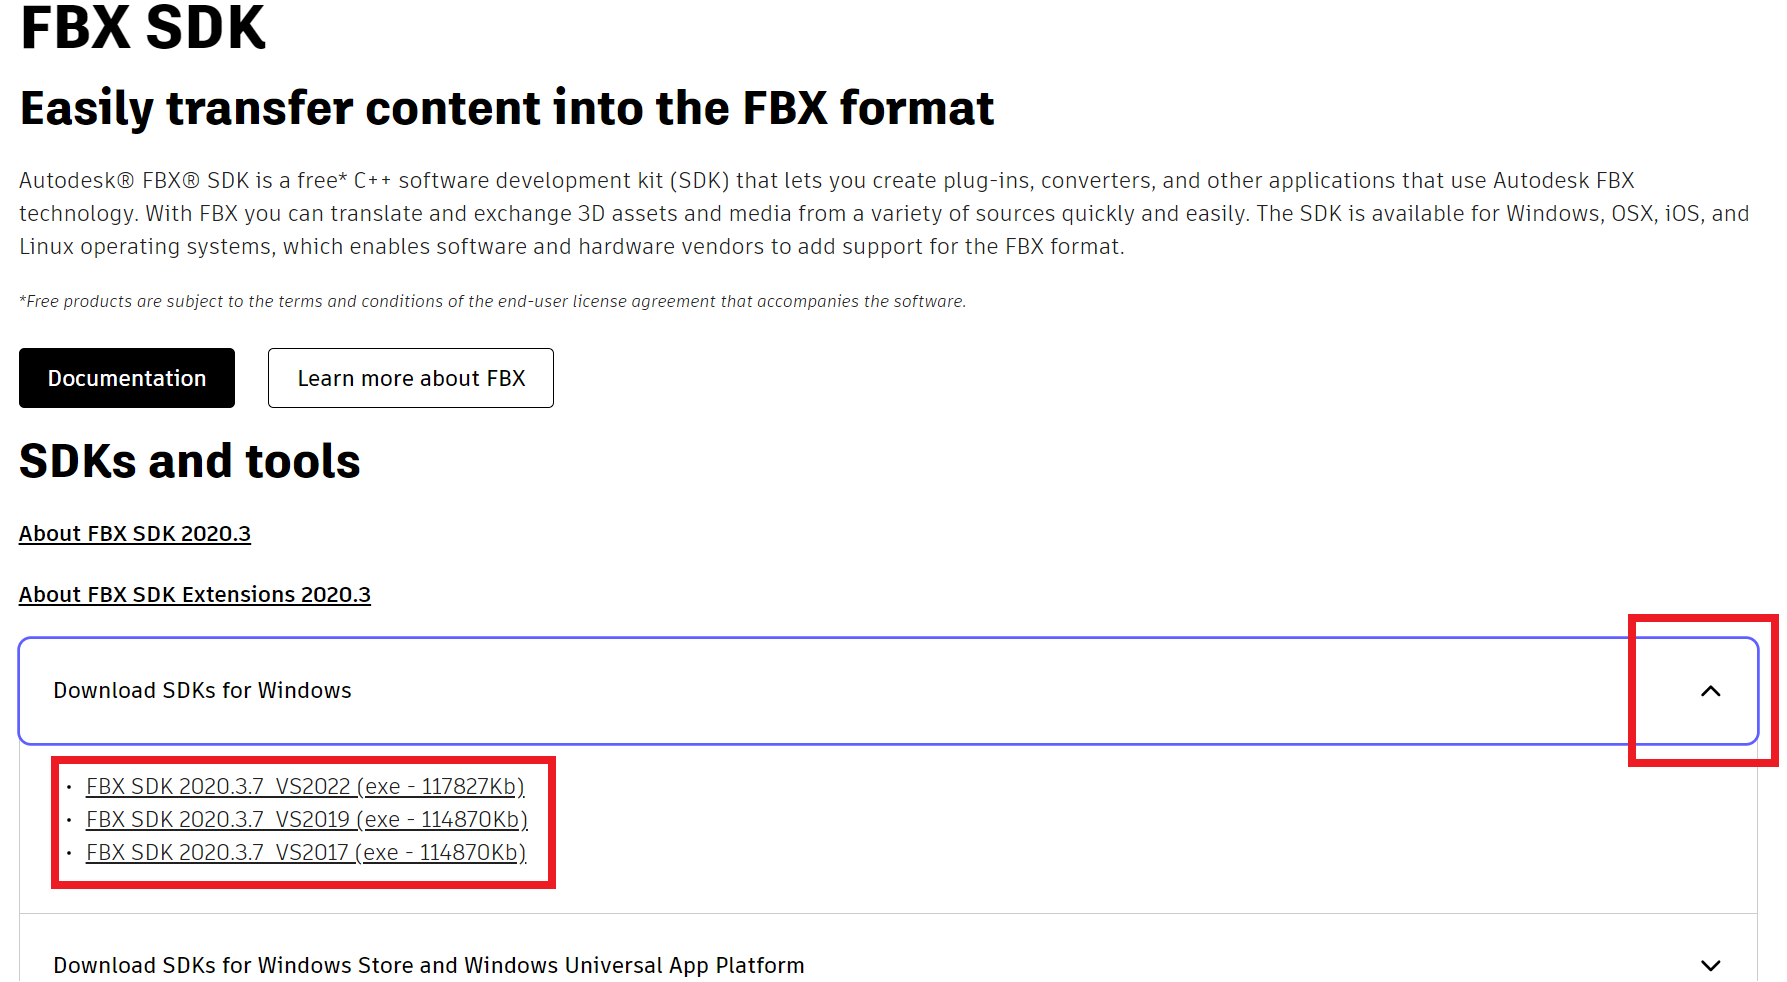 FBX SDK
Easily transfer content into the FBX format
Autodesk® FBX® SDK is a free* C++ software development kit (SDK) that lets you create plug-ins, converters, and other applications that use Autodesk FBX
technology. With FBX you can translate and exchange 3D assets and media from a variety of sources quickly and easily. The SDK is available for Windows, OSX, iOS, and
Linux operating systems, which enables software and hardware vendors to add support for the FBX format.
*Free products are subject to the terms and conditions of the end-user license agreement that accompanies the software.
Documentation Learn more about FBX
SDKs and tools
About FBX SDK 2020.3
About FBX SDK Extensions 2020.3
Download SDKs for Windows
• FBX SDK 2020.3.7 VS2022 (exe - 117827Kb)
• FBX SDK 2020.3.7 VS2019 (exe - 114870Kb)
• FBX SDK 2020.3.7 VS2017 (exe - 114870Kb)
Download SDKs for Windows Store and Windows Universal App Platform